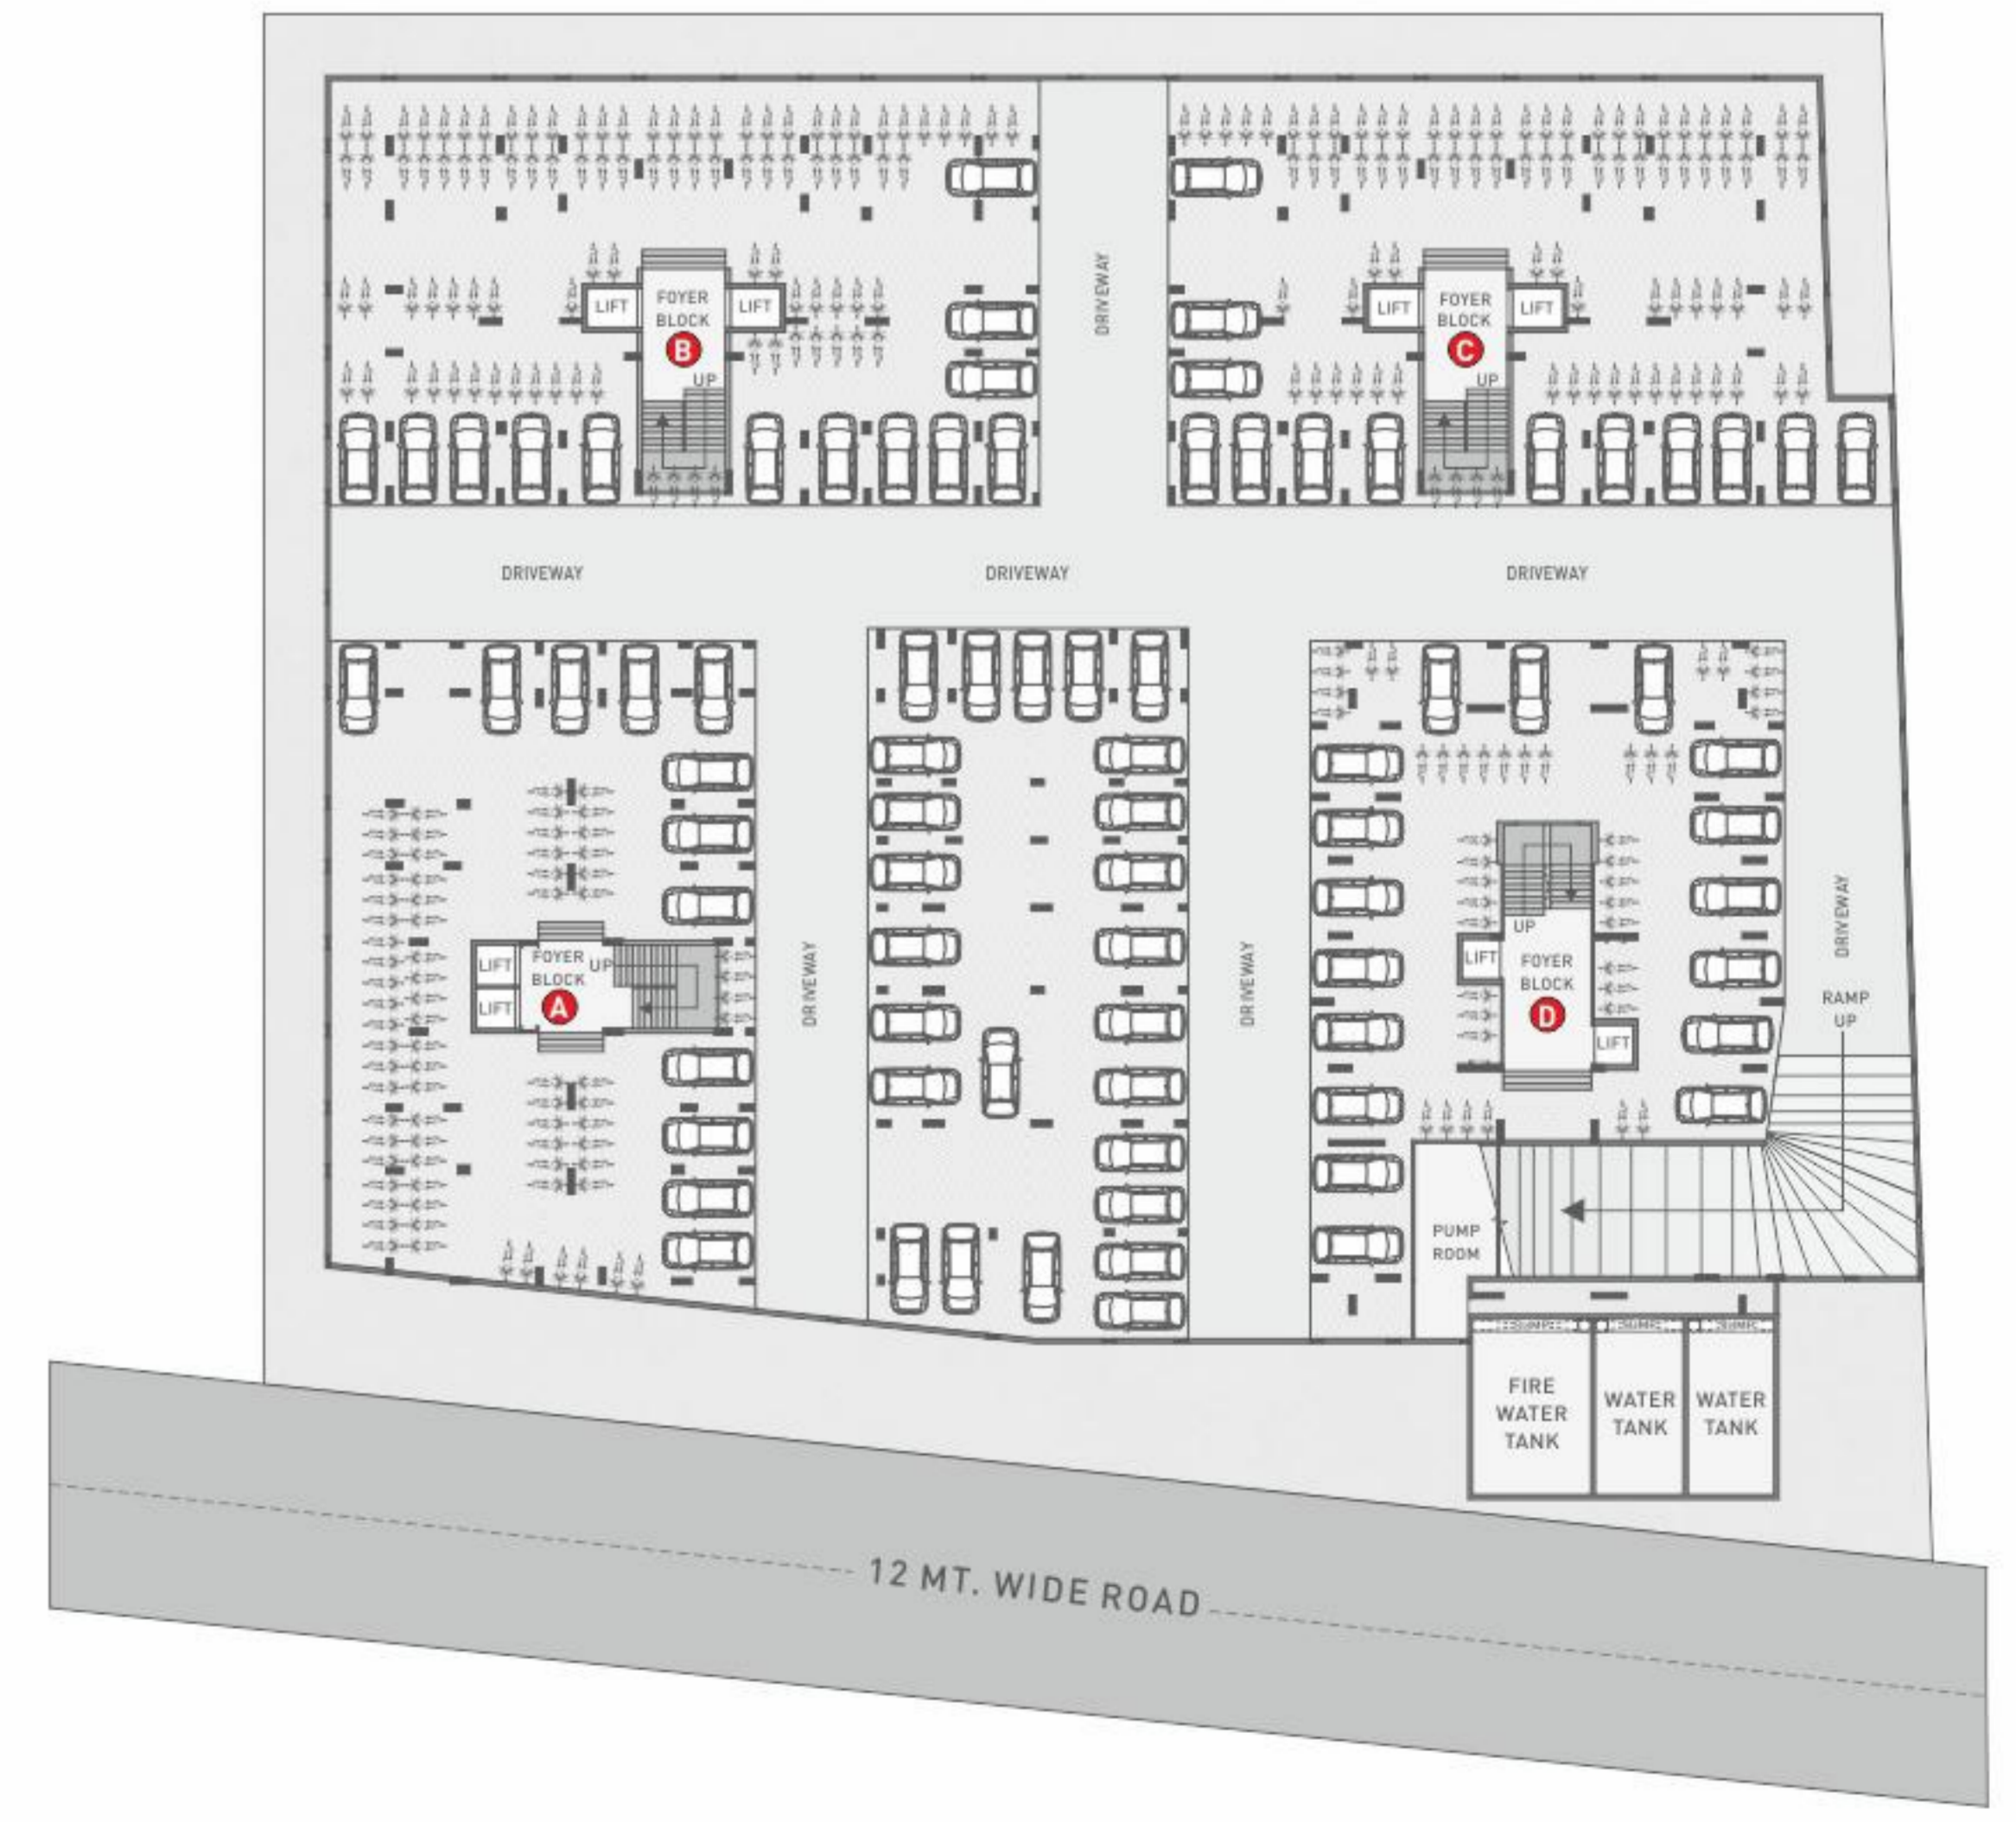 DRIVEWAY
LIFT
FOYER
BLOCK
LIFT
B
UP
LIFT
FOYER
BLOCK
LIFT
C
UP
DRIVEWAY
DRIVEWAY
DRIVEWAY
LIFT
LIFT
FOYER
BLOCK
UP
A
DRIVEWAY
DRIVEWAY
UP
LIFT
FOYER
BLOCK
D
LIFT
DRIVEWAY
RAMP
UP
PUMP
ROOM
FIRE
WATER
TANK
WATER
TANK
WATER
TANK
12 MT. WIDE ROAD